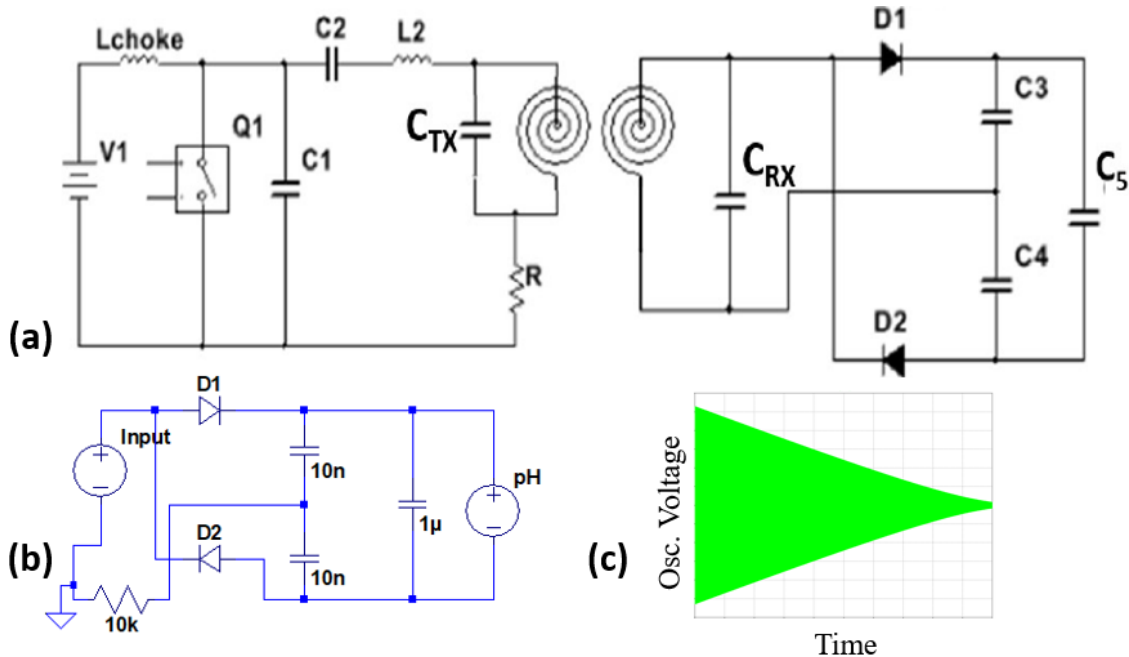 Lchoke
C2
L2
D1
V1
Q1
C1
CTX
R
CRX
C3
C4
C5
D2
(a)
D1
Input
10n
pH
1µ
D2
10n
10k
(b)
(c)
Osc. Voltage
Time